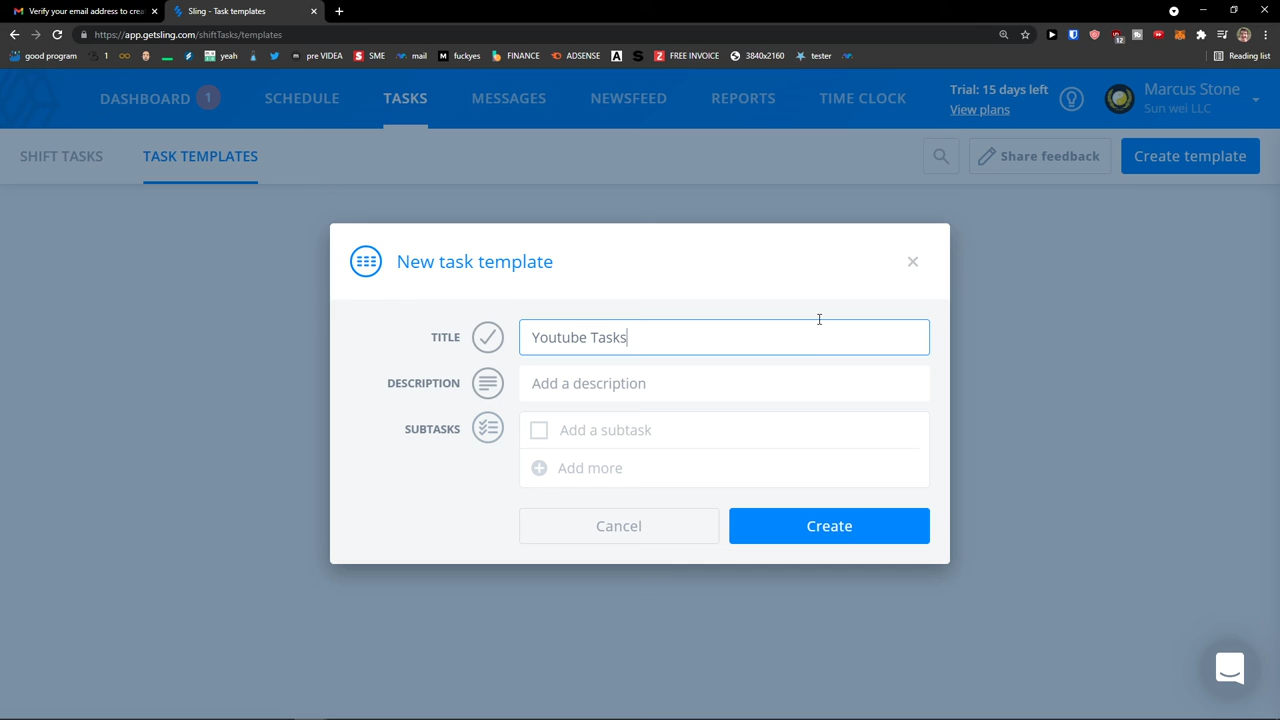 Verify your email address to crea
Sling - Task templates
https://app.getsling.com/shiftTasks/templates
12
good program
1
yeah
pre VIDEA
SME
mail
fuckyes
FINANCE
ADSENSE
FREE INVOICE
3840x2160
tester
Reading list
DASHBOARD 1
SCHEDULE
TASKS
MESSAGES
NEWSFEED
REPORTS
TIME CLOCK
Trial: 15 days left
View plans
Marcus Stone
Sun wei LLC
SHIFT TASKS
TASK TEMPLATES
Share feedback
Create template
New task template
TITLE
Youtube Tasks
DESCRIPTION
Add a description
SUBTASKS
Add a subtask
Add more
Cancel
Create